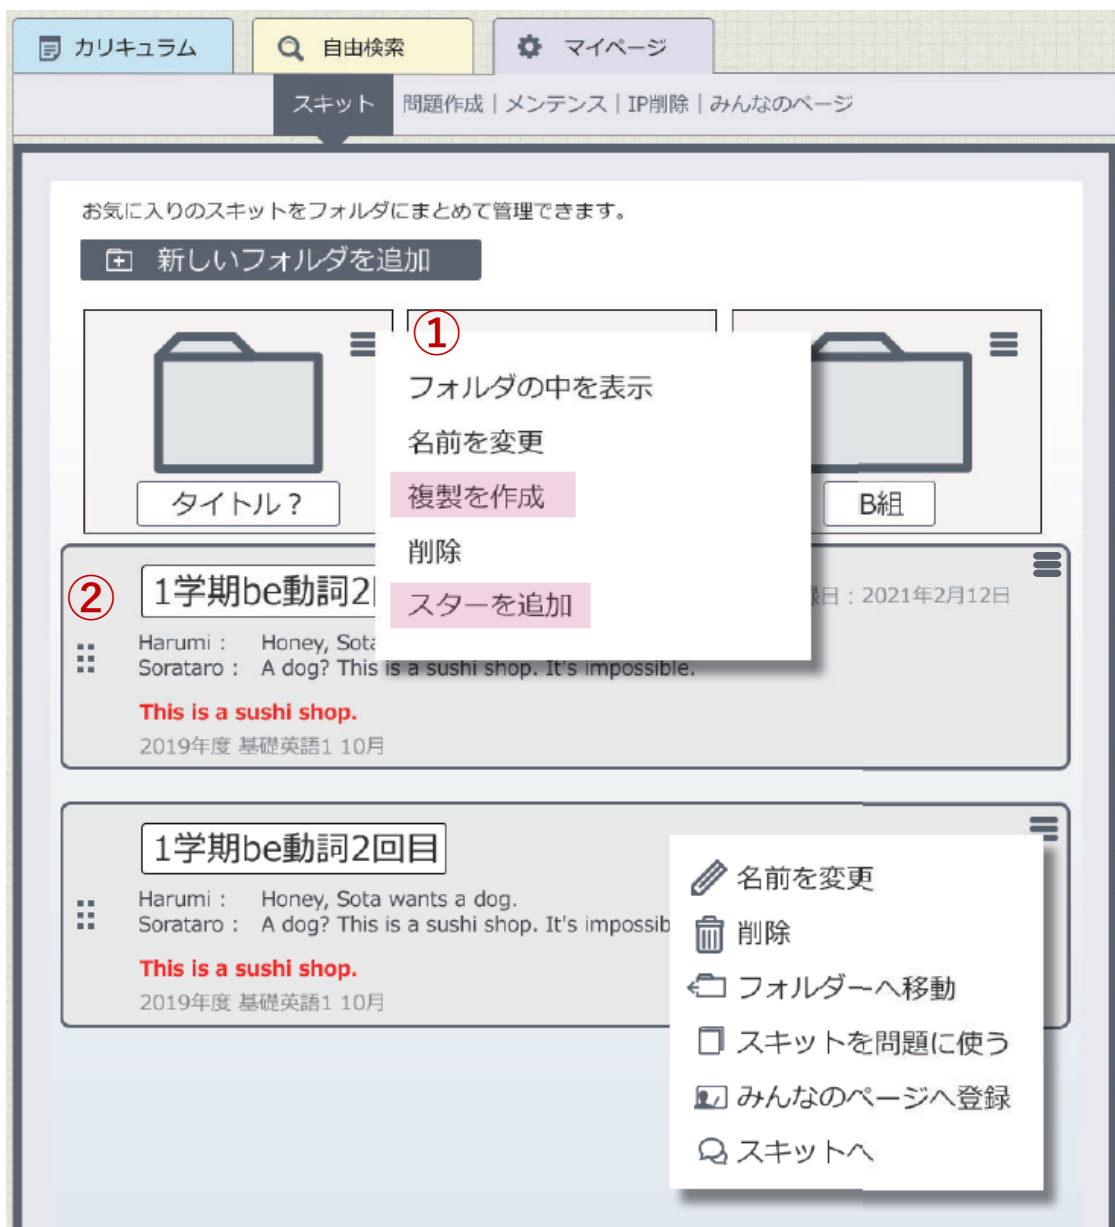 カリキュラム
自由検索
マイページ
スキット 問題作成|メンテンス|IP削除|みんなのページ
お気に入りのスキットをフォルダにまとめて管理できます。
新しいフォルダを追加
①
フォルダの中を表示
名前を変更
複製を作成
削除
スターを追加
タイトル？
B組
②
1学期be動詞2
日：2021年2月12日
Harumi : Honey, Sota
Sorataro : A dog? This is a sushi shop. It's impossible.
This is a sushi shop.
2019年度 基礎英語1 10月
1学期be動詞2回目
Harumi : Honey, Sota wants a dog.
Sorataro : A dog? This is a sushi shop. It's impossib
This is a sushi shop.
2019年度 基礎英語1 10月
名前を変更
削除
フォルダーへ移動
スキットを問題に使う
みんなのページへ登録
スキットへ